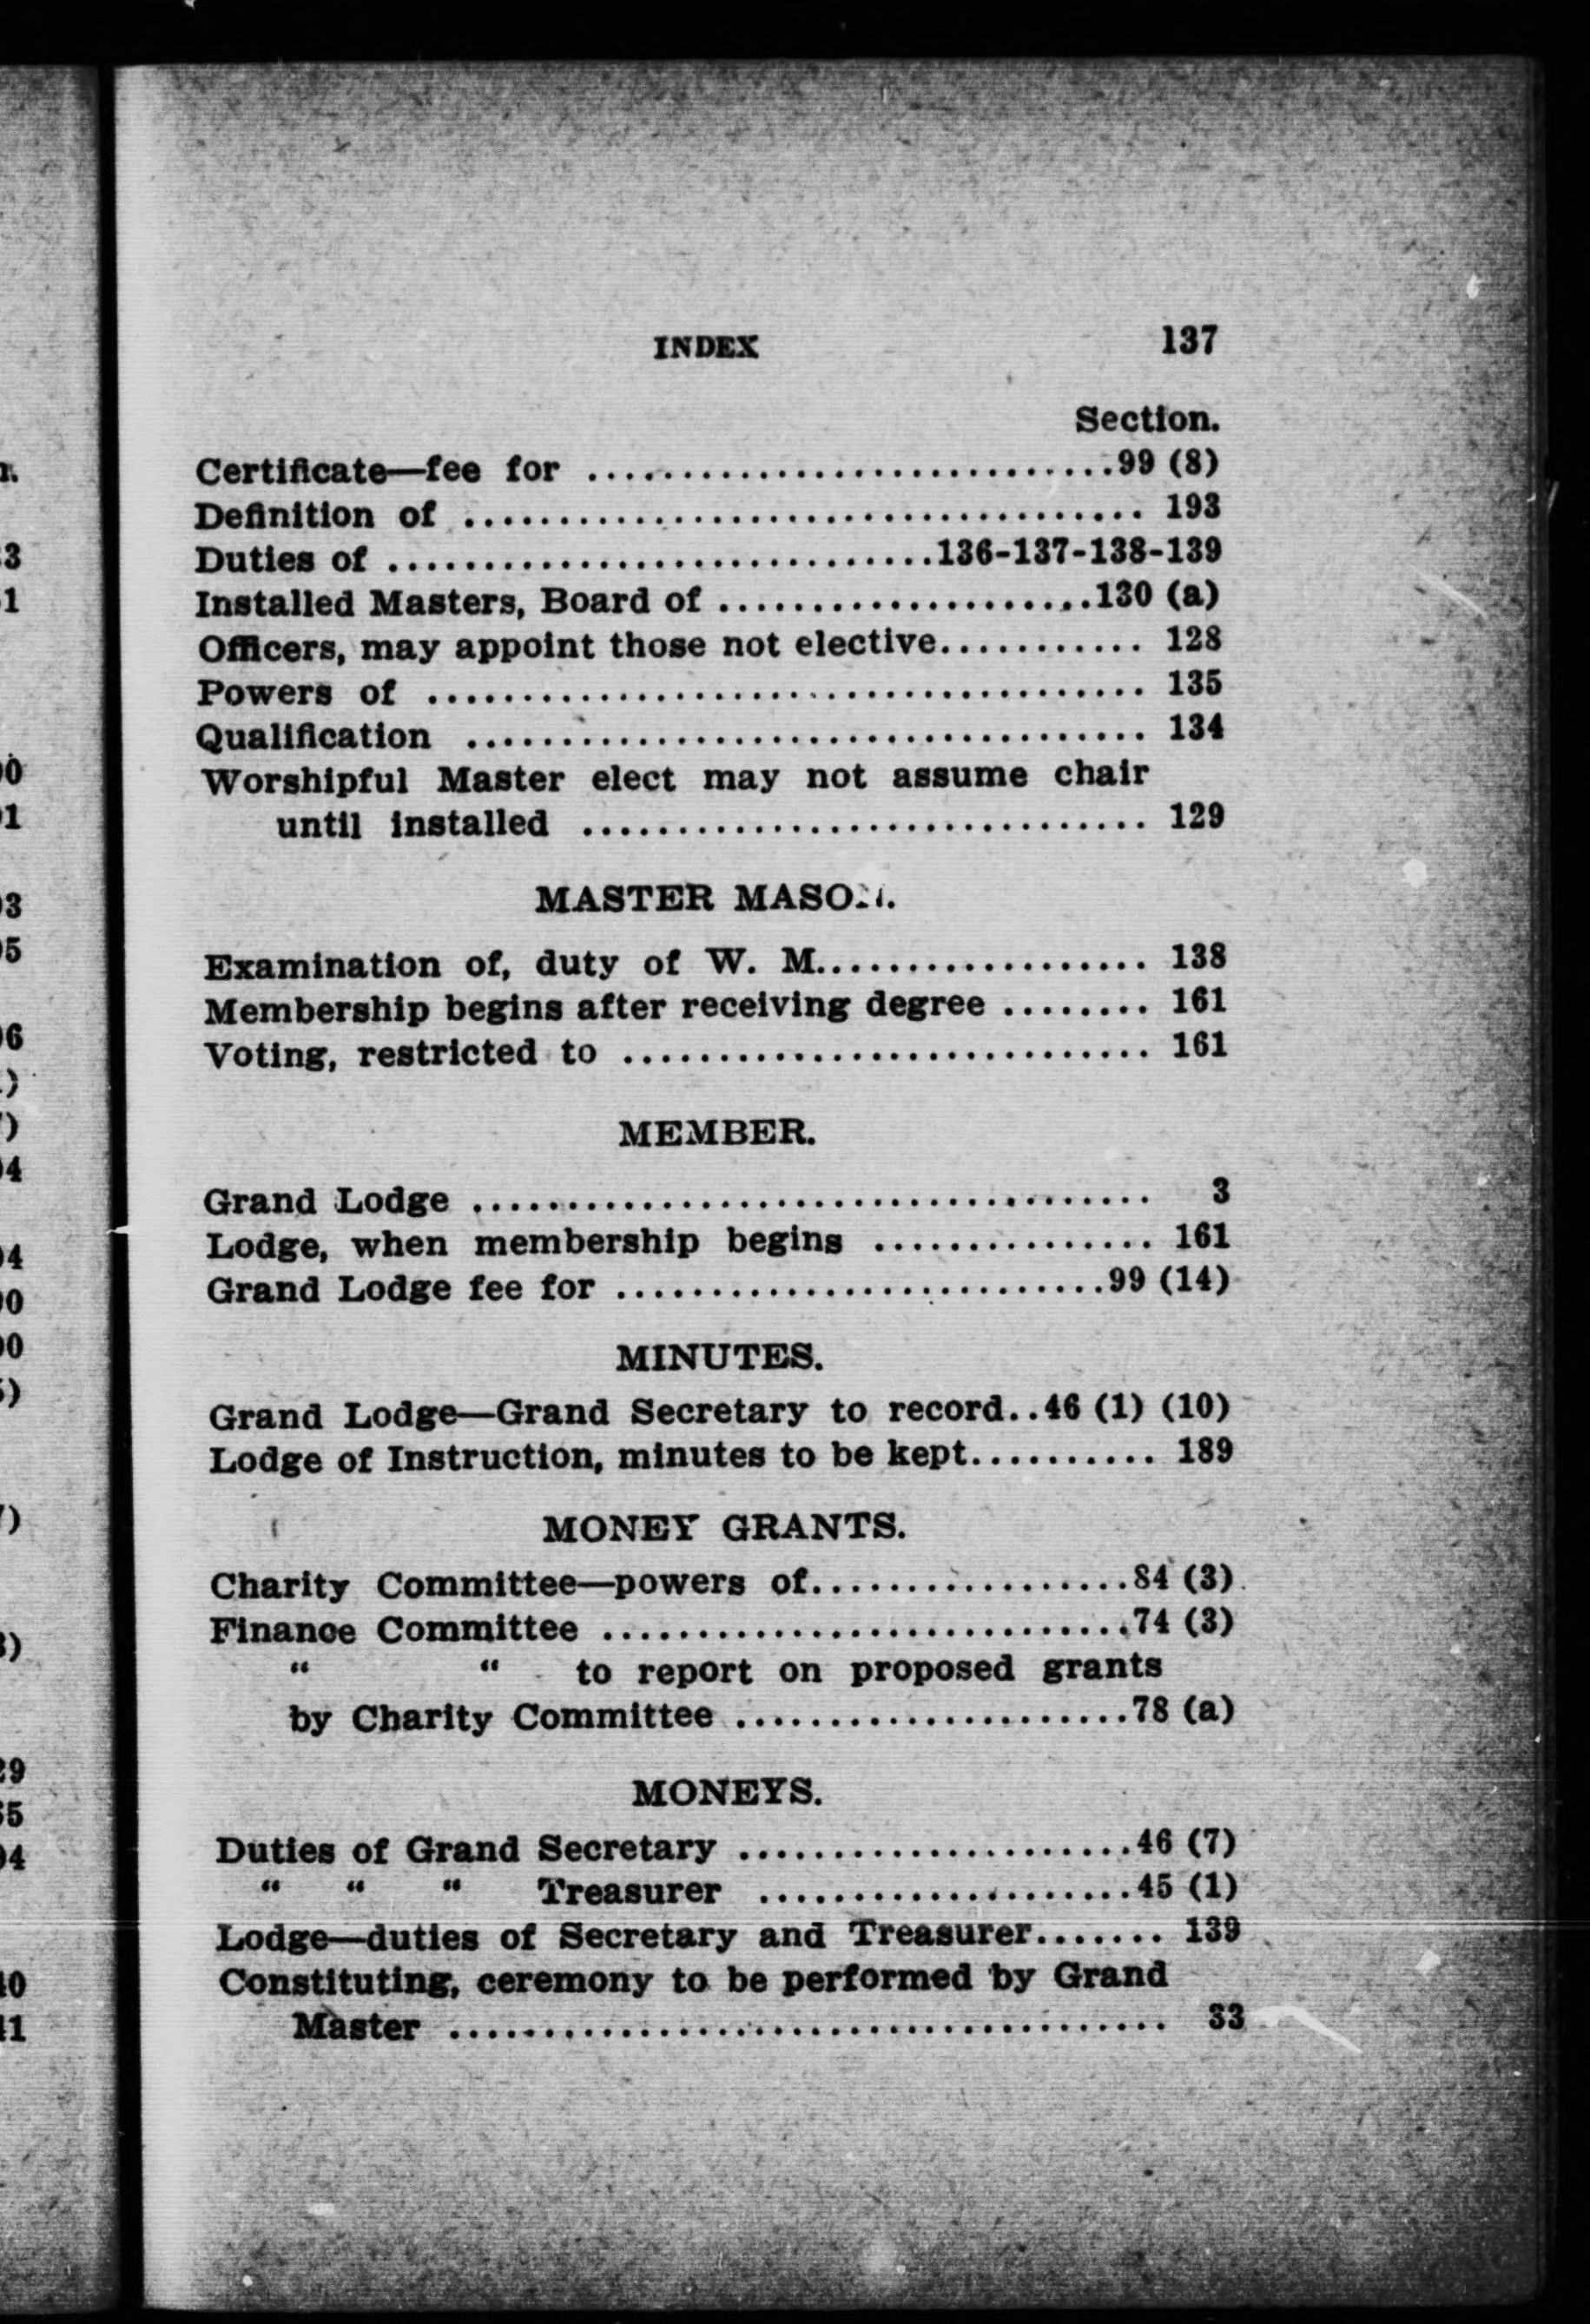 INDEX 137
Section.
Certificate—fee for ..............................99 (8)
Definition of .................................... 193
Duties of .............................136-137-138-139
Installed Masters, Board of ....................130 (a)
Officers, may appoint those not elective........... 128
Powers of ...................................... 135
Qualification .................................... 134
Worshipful Master elect may not assume chair
until installed .............................. 129
MASTER MASON.
Examination of, duty of W. M.................. 138
Membership begins after receiving degree ........ 161
Voting, restricted to ............................ 161
MEMBER.
Grand Lodge .................................... 3
Lodge, when membership begins ............... 161
Grand Lodge fee for ..........................99 (14)
MINUTES.
Grand Lodge—Grand Secretary to record..46 (1) (10)
Lodge of Instruction, minutes to be kept.......... 189
MONEY GRANTS.
Charity Committee—powers of.................84 (3)
Finance Committee ............................74 (3)
“ “ to report on proposed grants
by Charity Committee .....................78 (a)
MONEYS.
Duties of Grand Secretary .....................46 (7)
“ “ “ Treasurer ....................45 (1)
Lodge—duties of Secretary and Treasurer....... 139
Constituting, ceremony to be performed by Grand
Master ...................................... 33